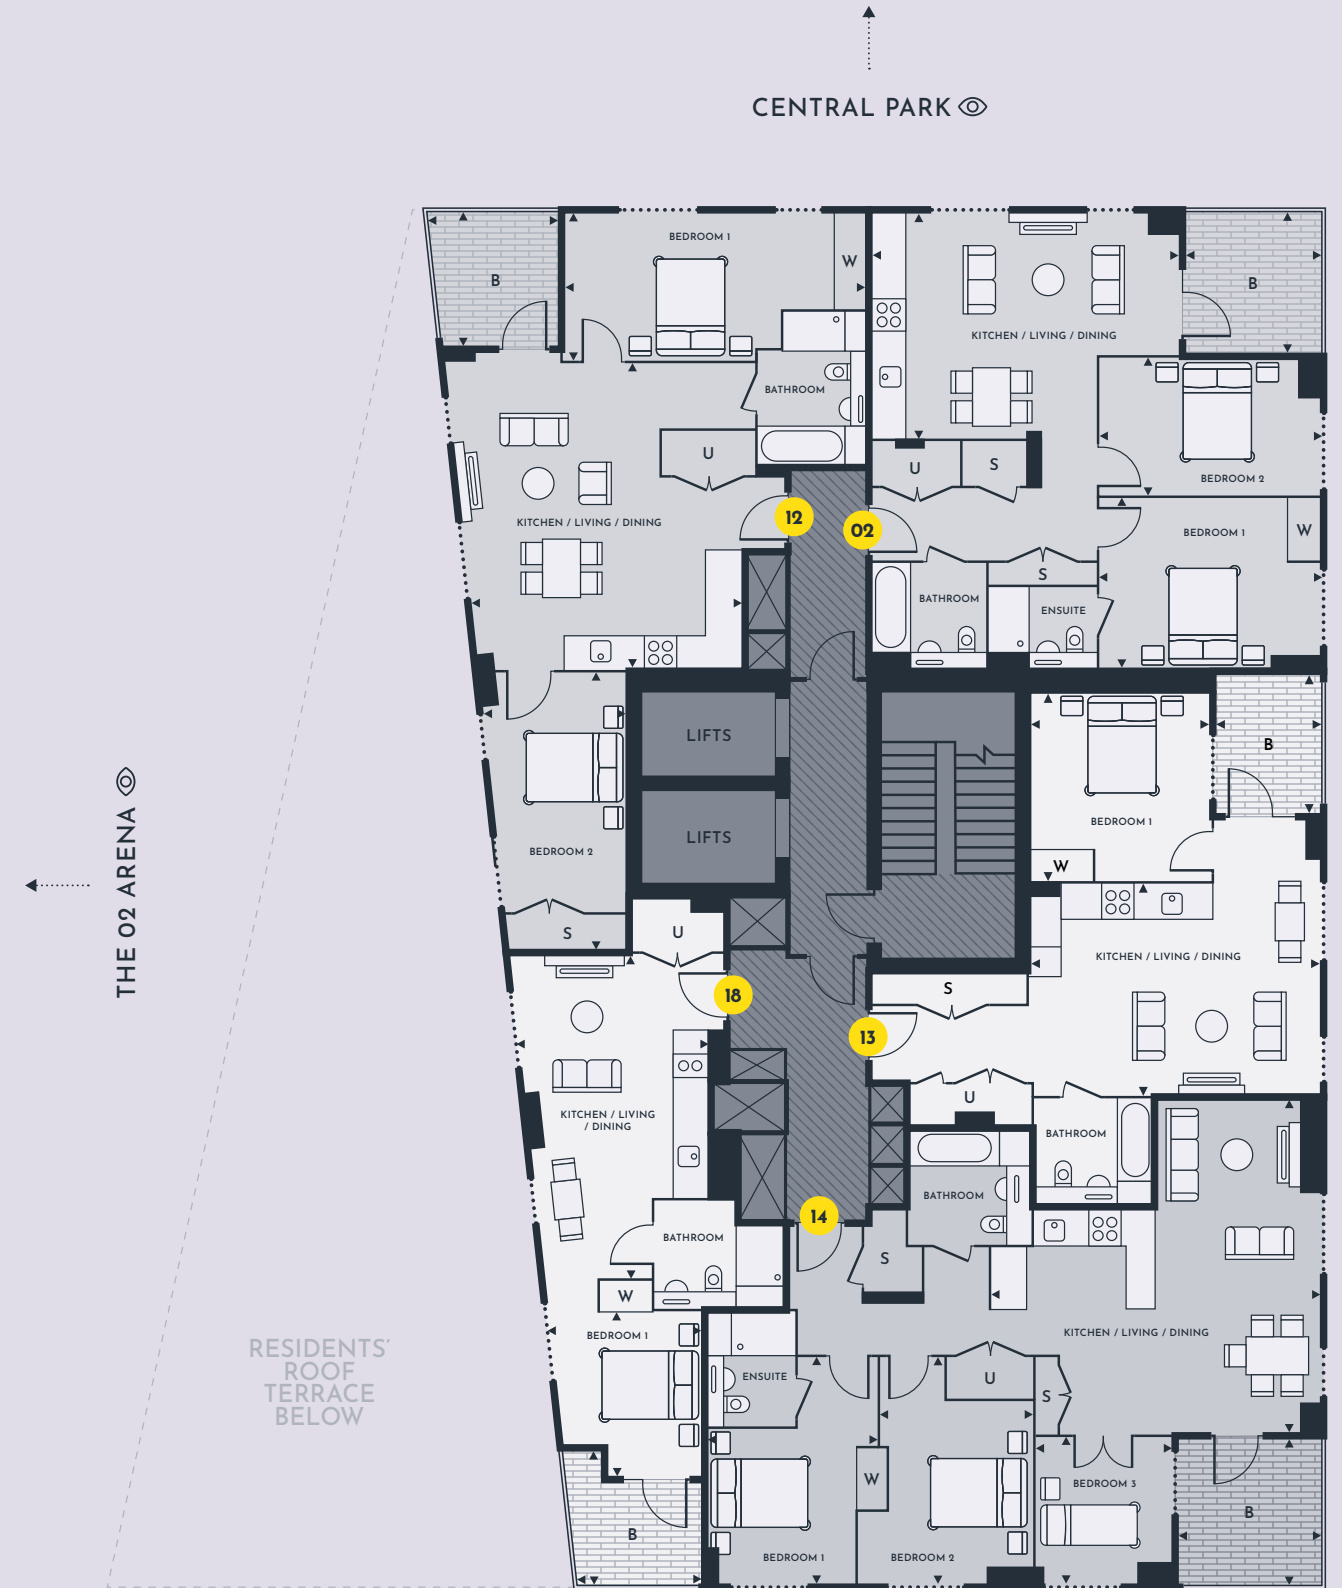 CENTRAL PARK
BEDROOM 1
W
B
B
KITCHEN / LIVING / DINING
BATHROOM
U
U
S
BEDROOM 2
KITCHEN / LIVING / DINING
12
02
BEDROOM 1
W
S
BATHROOM
ENSUITE
LIFTS
B
THE O2 ARENA
BEDROOM 1
LIFTS
BEDROOM 2
W
S
U
KITCHEN / LIVING / DINING
18
S
13
U
KITCHEN / LIVING
/ DINING
BATHROOM
BATHROOM
14
BATHROOM
S
W
BEDROOM 1
KITCHEN / LIVING / DINING
RESIDENTS'
ROOF
TERRACE
BELOW
ENSUITE
U
S
W
BEDROOM 3
B
B
BEDROOM 1
BEDROOM 2